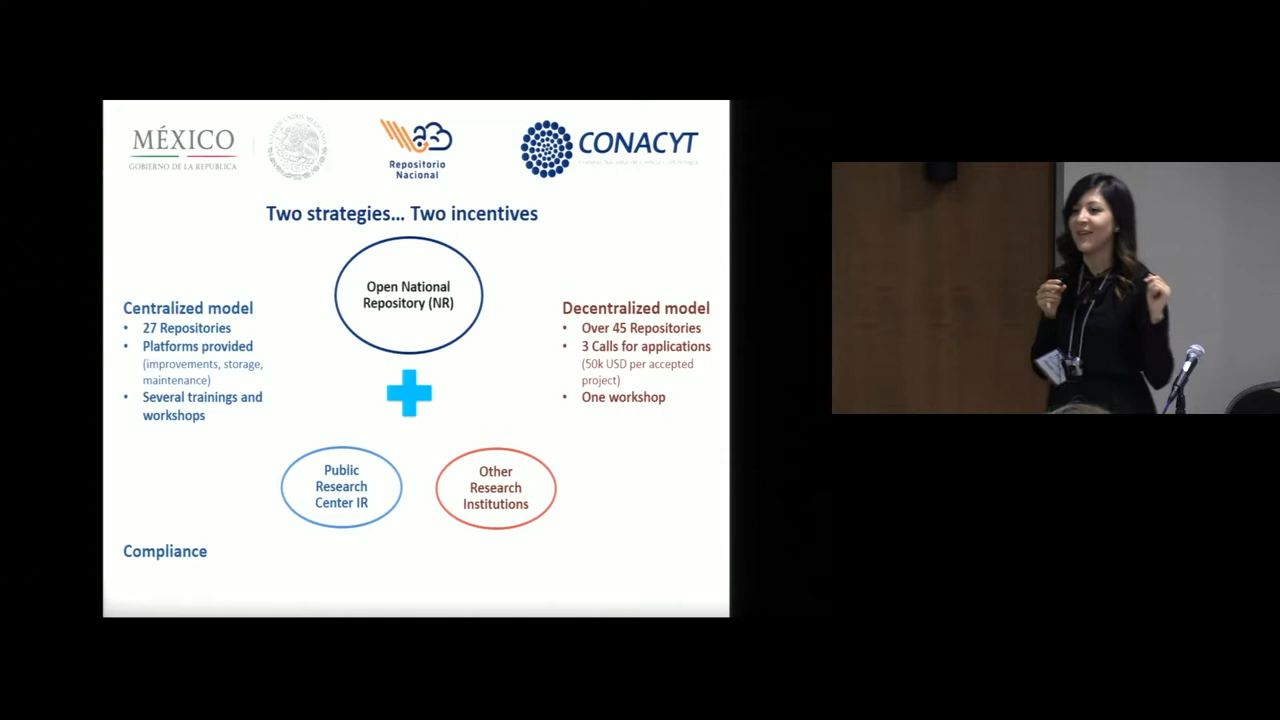 MÉXICO
GOBIERNO DE LA REPÚBLICA
Repositorio
Nacional
CONACYT
Two strategies... Two incentives
Open National
Repository (NR)
Centralized model
• 27 Repositories
• Platforms provided
(improvements, storage,
maintenance)
• Several trainings and
workshops
Decentralized model
• Over 45 Repositories
• 3 Calls for applications
(50k USD per accepted
project)
• One workshop
Public
Research
Center IR
Other
Research
Institutions
Compliance